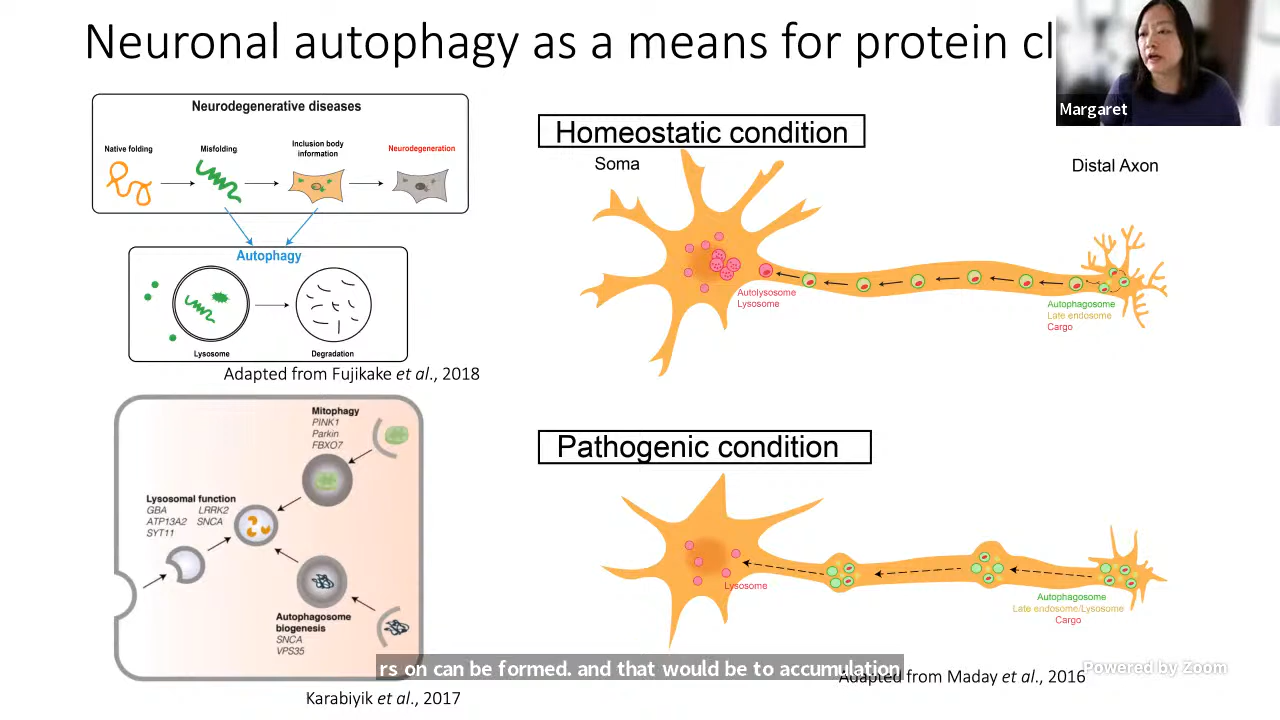 Neuronal autophagy as a means for protein cl
Margaret
Neurodegenerative diseases
Native folding
Misfolding
Inclusion body
information
Neurodegeneration
Autophagy
Lysosome
Degradation
Adapted from Fujikake et al., 2018
Mitophagy
PINK1
Parkin
FBXO7
Lysosomal function
GBA LRRK2
ATP13A2 SNCA
SYT11
Autophagosome
biogenesis
SNCA
VPS35
Karabiyik et al., 2017
Homeostatic condition
Soma
Distal Axon
Autolysosome
Lysosome
Autophagosome
Late endosome
Cargo
Pathogenic condition
Lysosome
Autophagosome
Late endosome/Lysosome
Cargo
Adapted from Maday et al., 2016
rs on can be formed. and that would be to accumulation
Powered by Zoom